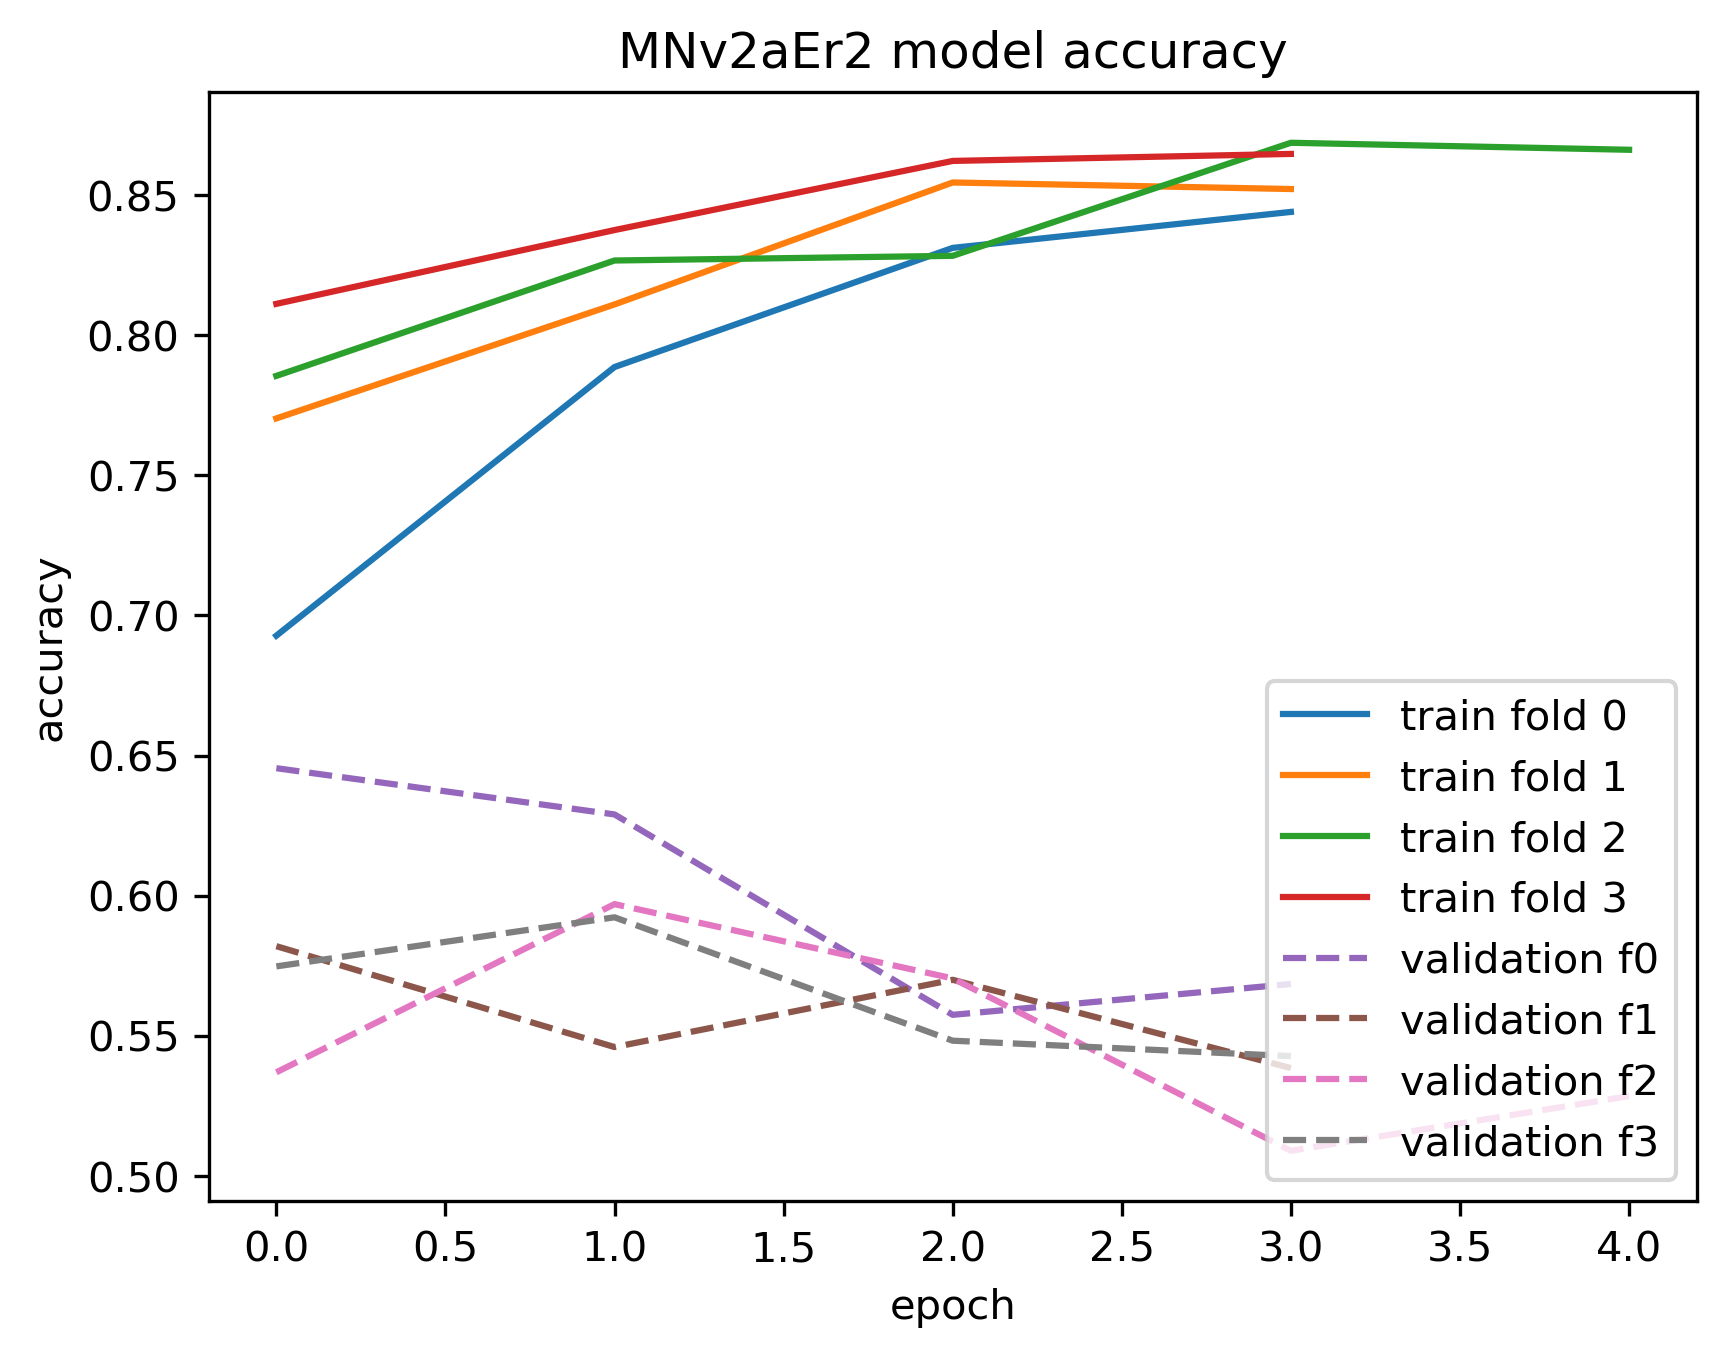 MNv2aEr2 model accuracy
accuracy
0.85
0.80
0.75
0.70
0.65
0.60
0.55
0.50
train fold 0
train fold 1
train fold 2
train fold 3
validation f0
validation f1
validation f2
validation f3
0.0 0.5 1.0 1.5 2.0 2.5 3.0 3.5 4.0
epoch